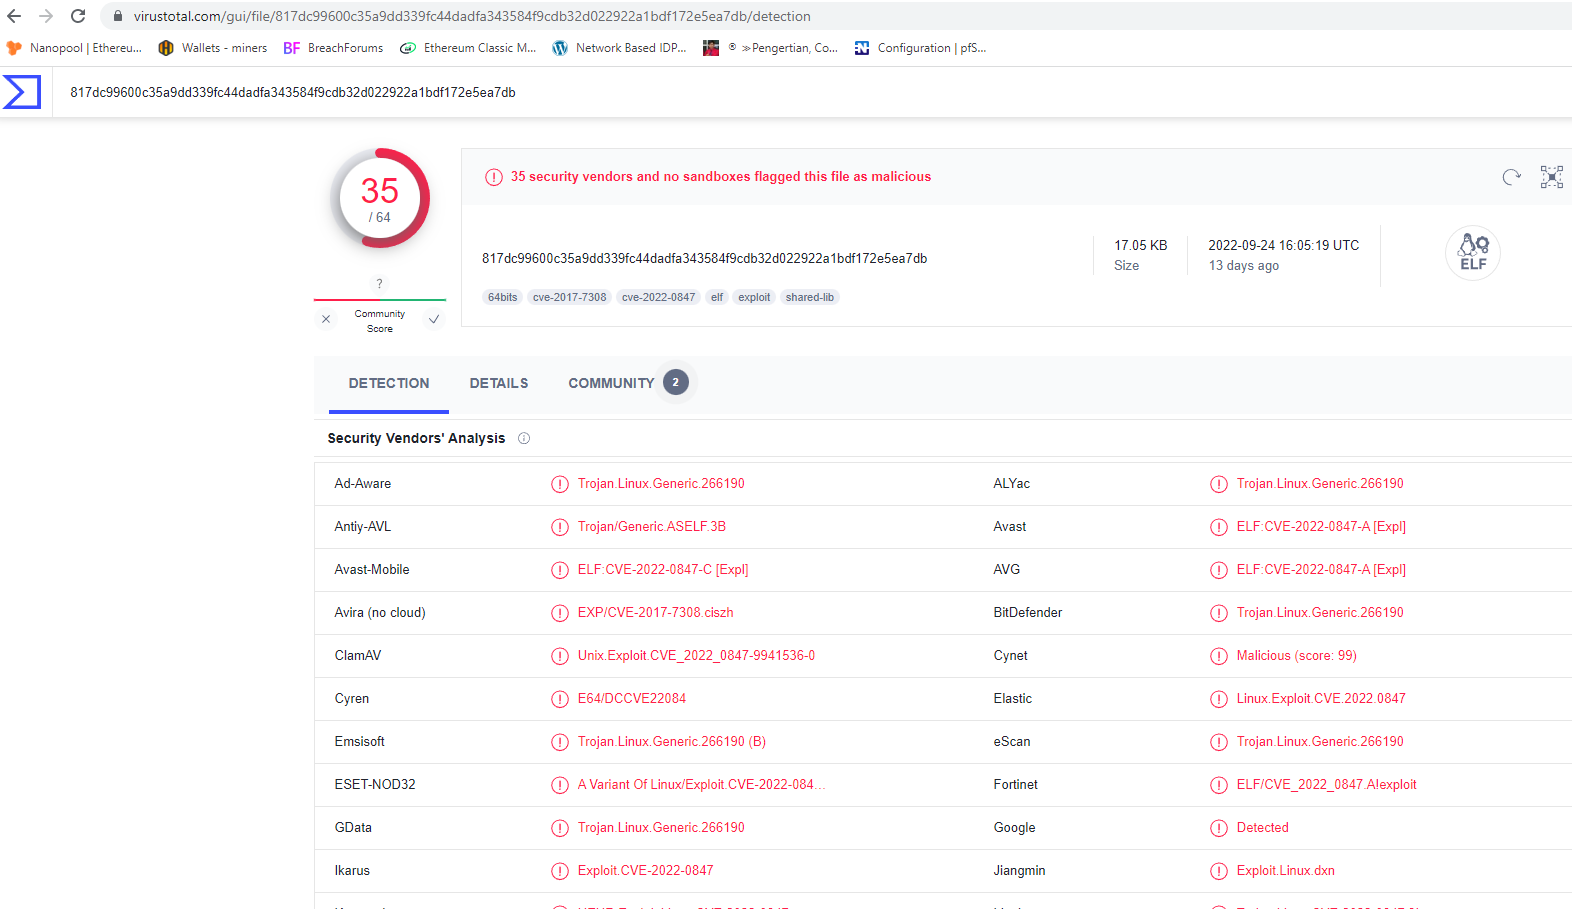 virustotal.com/gui/file/817dc99600c35a9dd339fc44dadfa343584f9cdb32d022922a1bdf172e5ea7db/detection
Nanopool | Ethereu... Wallets - miners BF BreachForums Ethereum Classic M... Network Based IDP... ® ≫Pengertian, Co... Configuration | pfS...
817dc99600c35a9dd339fc44dadfa343584f9cdb32d022922a1bdf172e5ea7db
35
/ 64
?
Community
Score
35 security vendors and no sandboxes flagged this file as malicious
817dc99600c35a9dd339fc44dadfa343584f9cdb32d022922a1bdf172e5ea7db
17.05 KB
Size
2022-09-24 16:05:19 UTC
13 days ago
ELF
64bits cve-2017-7308 cve-2022-0847 elf exploit shared-lib
DETECTION DETAILS COMMUNITY 2
Security Vendors' Analysis
Ad-Aware Trojan.Linux.Generic.266190 ALYac Trojan.Linux.Generic.266190
Antiy-AVL Trojan/Generic.ASELF.3B Avast ELF:CVE-2022-0847-A [Expl]
Avast-Mobile ELF:CVE-2022-0847-C [Expl] AVG ELF:CVE-2022-0847-A [Expl]
Avira (no cloud) EXP/CVE-2017-7308.ciszh BitDefender Trojan.Linux.Generic.266190
ClamAV Unix.Exploit.CVE_2022_0847-9941536-0 Cynet Malicious (score: 99)
Cyren E64/DCCVE22084 Elastic Linux.Exploit.CVE.2022.0847
Emsisoft Trojan.Linux.Generic.266190 (B) eScan Trojan.Linux.Generic.266190
ESET-NOD32 A Variant Of Linux/Exploit.CVE-2022-084... Fortinet ELF/CVE_2022_0847.A!exploit
GData Trojan.Linux.Generic.266190 Google Detected
Ikarus Exploit.CVE-2022-0847 Jiangmin Exploit.Linux.dxn